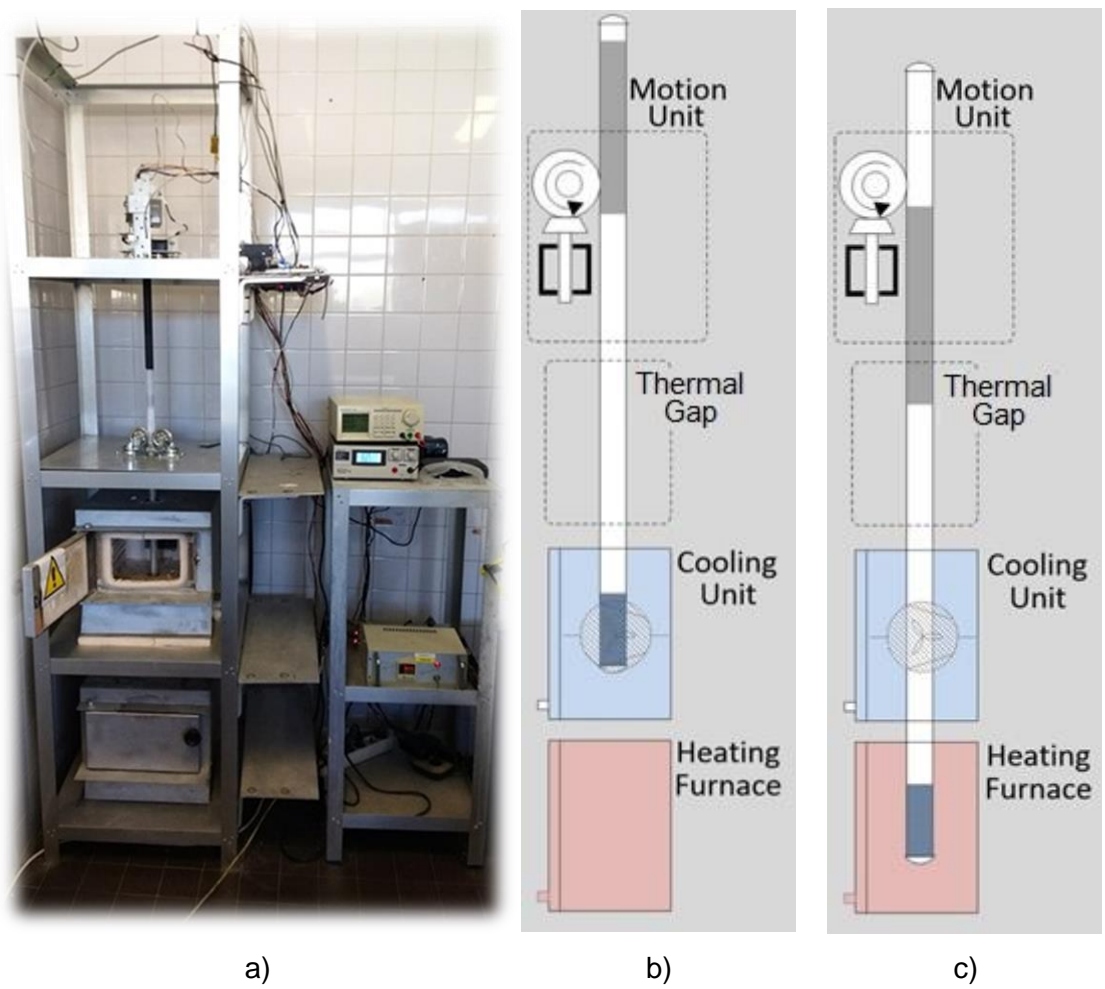 Motion
Unit
Thermal
Gap
Cooling
Unit
Heating
Furnace
Motion
Unit
Thermal
Gap
Cooling
Unit
Heating
Furnace
a)
b)
c)